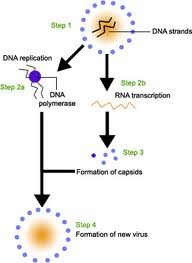 Step 1
DNA strands
DNA replication
Step 2a
DNA
polymerase
Step 2b
RNA transcription
Step 3
Formation of capsids
Step 4
Formation of new virus